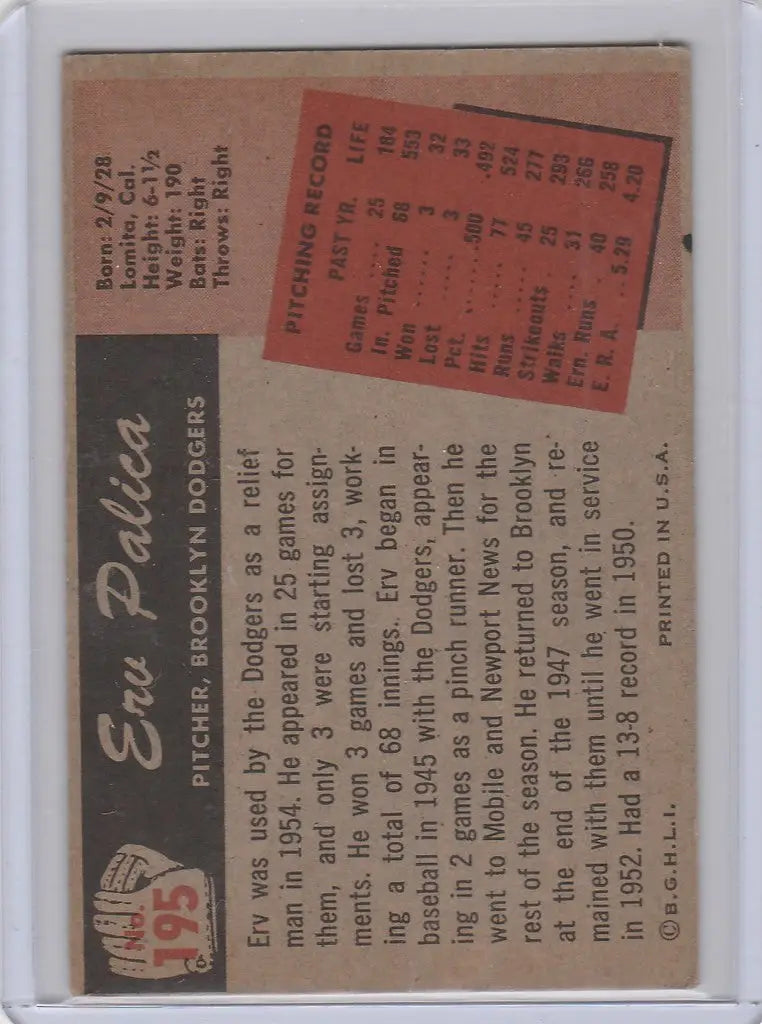 No.
195
Erv Palica
PITCHER, BROOKLYN DODGERS
Born: 2/9/28
Lomita, Cal.
Height: 6-1½
Weight: 190
Bats: Right
Throws: Right
PITCHING RECORD
PAST YR. LIFE
Games ..... 25 184
In. Pitched 68 553
Won ...... 3 32
Lost ..... 3 33
Pct. ...... .500 .492
Hits ..... 77 524
Runs ..... 45 277
Strikeouts .. 25 293
Walks .... 31 266
Ern. Runs . 40 258
E. R. A. .. 5.29 4.20
Erv was used by the Dodgers as a relief
man in 1954. He appeared in 25 games for
them, and only 3 were starting assign-
ments. He won 3 games and lost 3, work-
ing a total of 68 innings. Erv began in
baseball in 1945 with the Dodgers, appear-
ing in 2 games as a pinch runner. Then he
went to Mobile and Newport News for the
rest of the season. He returned to Brooklyn
at the end of the 1947 season, and re-
mained with them until he went in service
in 1952. Had a 13-8 record in 1950.
©B.G.H.L.I. PRINTED IN U.S.A.